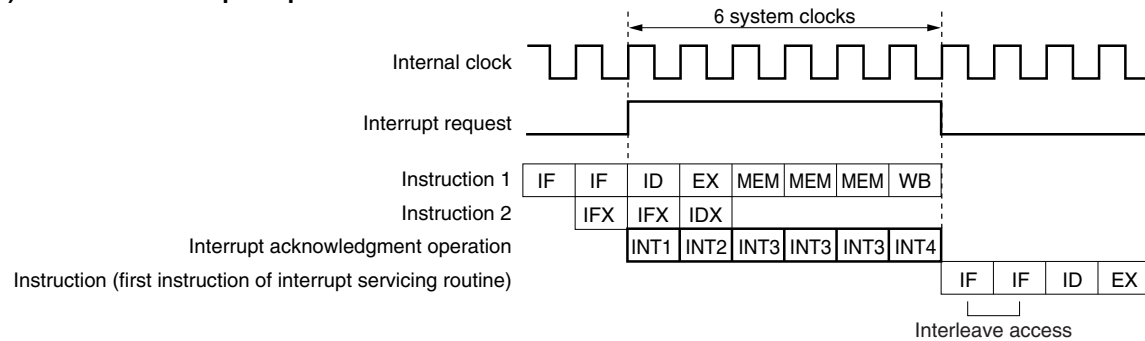 6 system clocks
Internal clock
Interrupt request
Instruction 1 IF IF ID EX MEM MEM MEM WB
Instruction 2 IFX IFX IDX
Interrupt acknowledgment operation INT1 INT2 INT3 INT3 INT3 INT4
Instruction (first instruction of interrupt servicing routine) IF IF ID EX
Interleave access